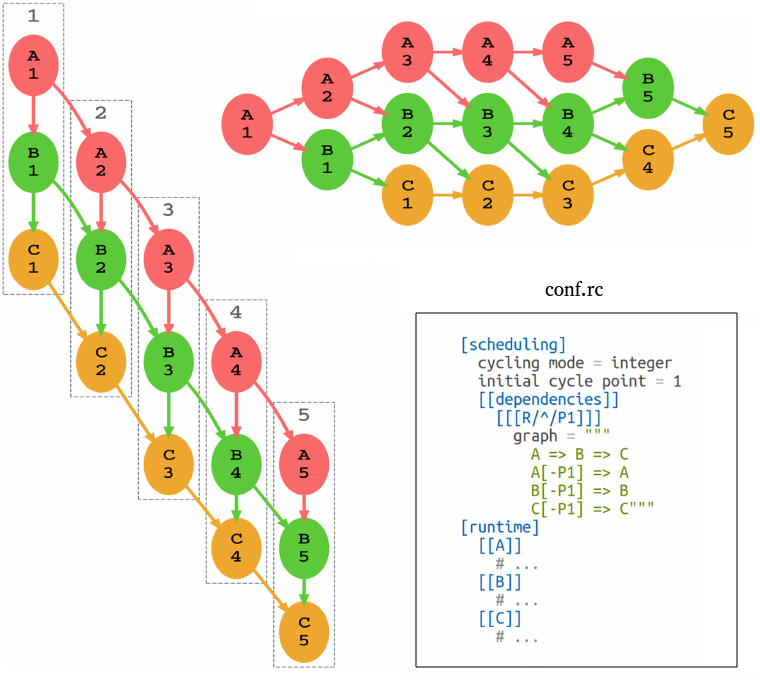 1
A
1
B
1
C
1
2
A
2
B
2
C
2
3
A
3
B
3
C
3
4
A
4
B
4
C
4
5
A
5
B
5
C
5
A
1
A
2
B
1
A
3
B
2
C
1
A
4
B
3
C
2
A
5
B
4
C
3
B
5
C
4
C
5
conf.rc
[scheduling]
cycling mode = integer
initial cycle point = 1
[[dependencies]]
[[[R/^/P1]]]
graph = """
A => B => C
A[-P1] => A
B[-P1] => B
C[-P1] => C"""
[runtime]
[[A]]
# ...
[[B]]
# ...
[[C]]
# ...